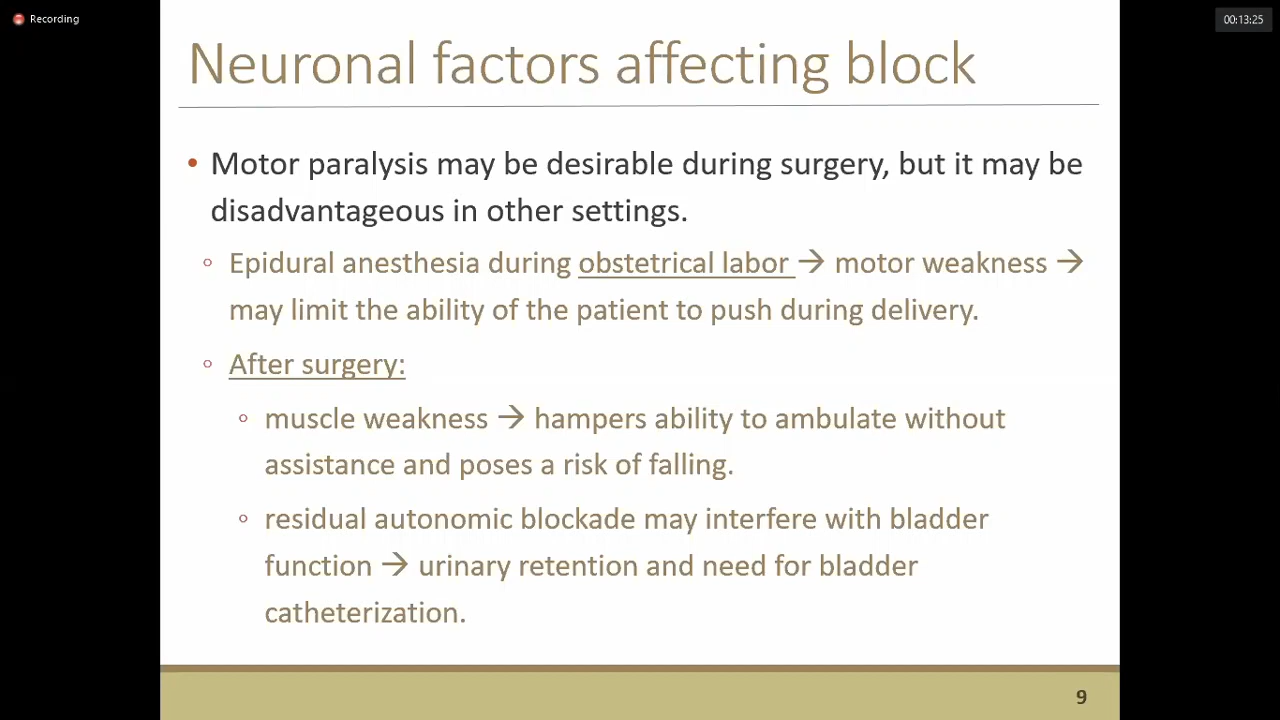 Recording
00:13:25
Neuronal factors affecting block
• Motor paralysis may be desirable during surgery, but it may be
disadvantageous in other settings.
◦ Epidural anesthesia during obstetrical labor → motor weakness →
may limit the ability of the patient to push during delivery.
◦ After surgery:
◦ muscle weakness → hampers ability to ambulate without
assistance and poses a risk of falling.
◦ residual autonomic blockade may interfere with bladder
function → urinary retention and need for bladder
catheterization.
9